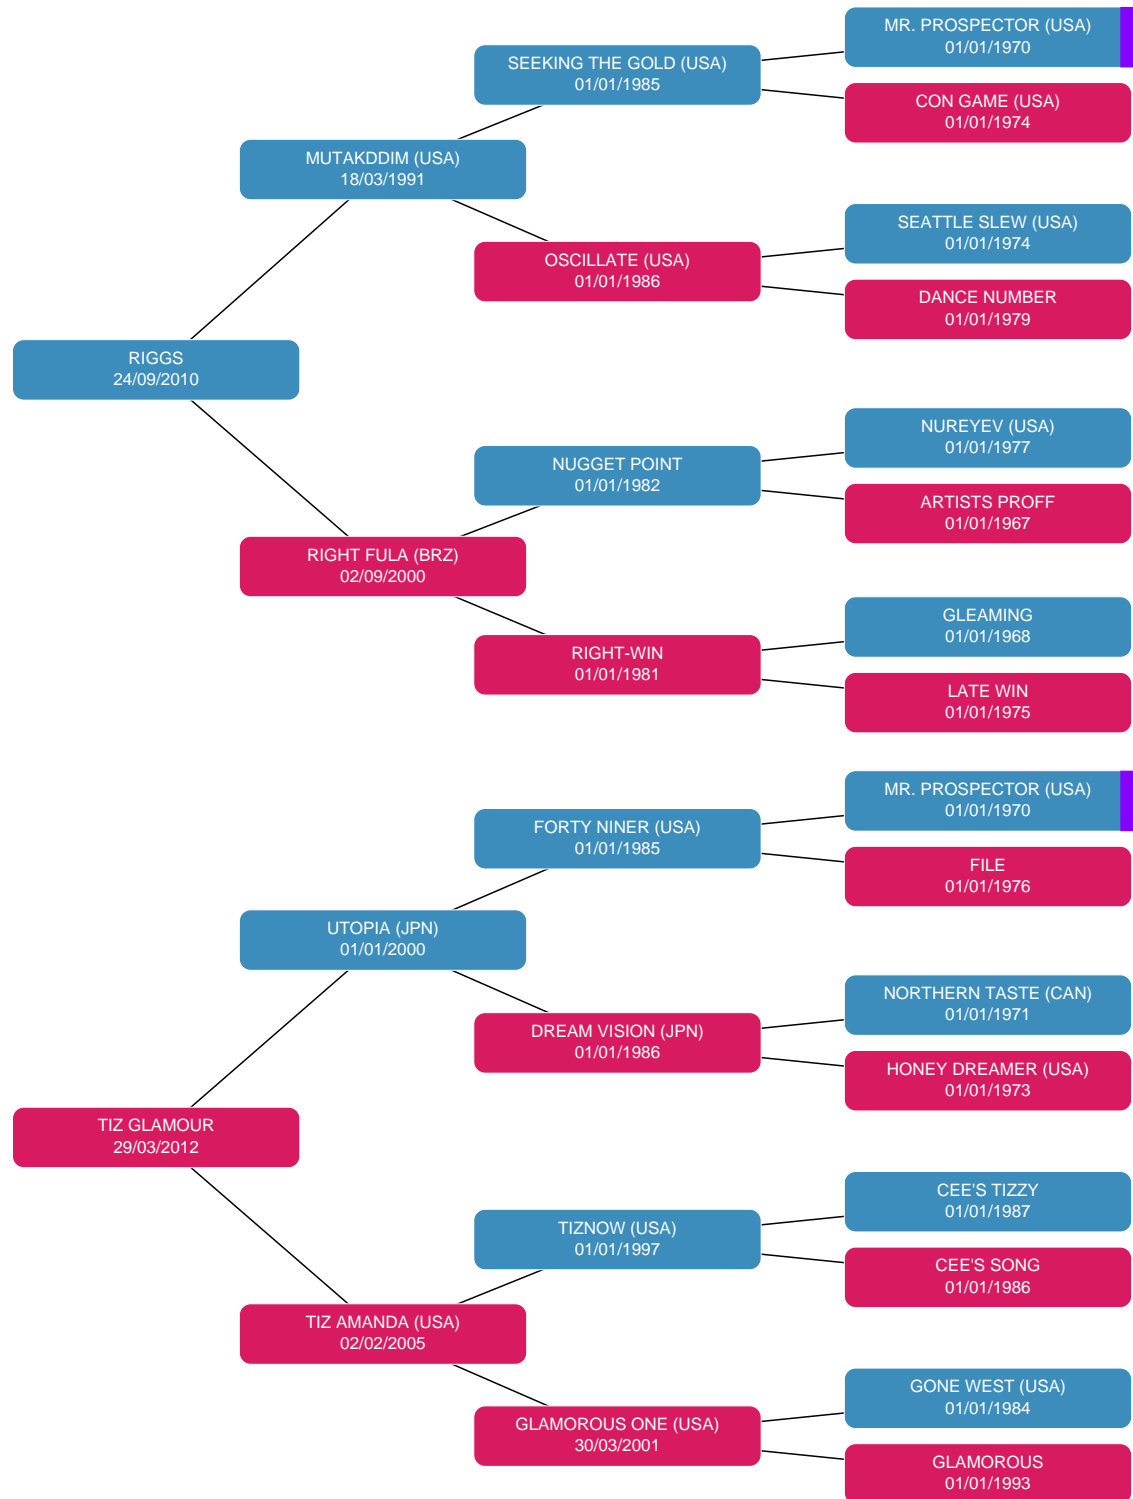 MR. PROSPECTOR (USA)
01/01/1970
SEEKING THE GOLD (USA)
01/01/1985
CON GAME (USA)
01/01/1974
MUTAKDDIM (USA)
18/03/1991
SEATTLE SLEW (USA)
01/01/1974
OSCILLATE (USA)
01/01/1986
DANCE NUMBER
01/01/1979
RIGGS
24/09/2010
NUREYEV (USA)
01/01/1977
NUGGET POINT
01/01/1982
ARTISTS PROFF
01/01/1967
RIGHT FULA (BRZ)
02/09/2000
GLEAMING
01/01/1968
RIGHT-WIN
01/01/1981
LATE WIN
01/01/1975
MR. PROSPECTOR (USA)
01/01/1970
FORTY NINER (USA)
01/01/1985
FILE
01/01/1976
UTOPIA (JPN)
01/01/2000
NORTHERN TASTE (CAN)
01/01/1971
DREAM VISION (JPN)
01/01/1986
HONEY DREAMER (USA)
01/01/1973
TIZ GLAMOUR
29/03/2012
CEE'S TIZZY
01/01/1987
TIZNOW (USA)
01/01/1997
CEE'S SONG
01/01/1986
TIZ AMANDA (USA)
02/02/2005
GONE WEST (USA)
01/01/1984
GLAMOROUS ONE (USA)
30/03/2001
GLAMOROUS
01/01/1993